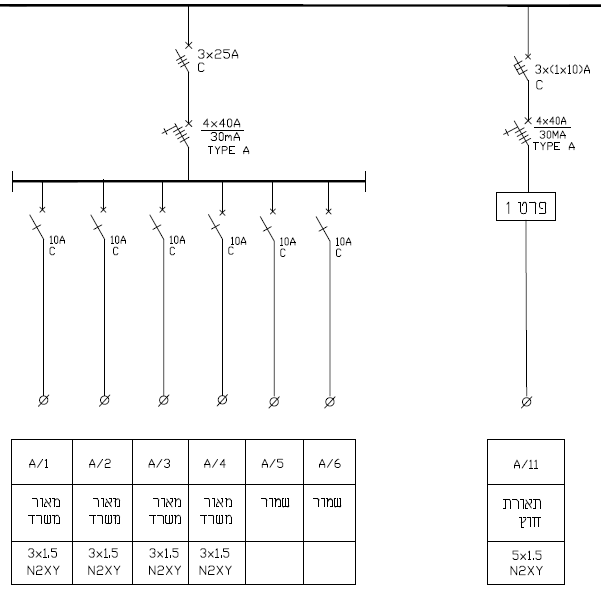 3x25A
C
3x(1x10)A
C
4x40A
30mA
TYPE A
4x40A
30MA
TYPE A
פרט 1
10A
C
10A
C
10A
C
10A
C
10A
C
10A
C
A/1
A/2
A/3
A/4
A/5
A/6
A/11
מאור
משרד
מאור
משרד
מאור
משרד
מאור
משרד
שמור
שמור
תאורת
חוץ
3x1.5
N2XY
3x1.5
N2XY
3x1.5
N2XY
3x1.5
N2XY
5x1.5
N2XY